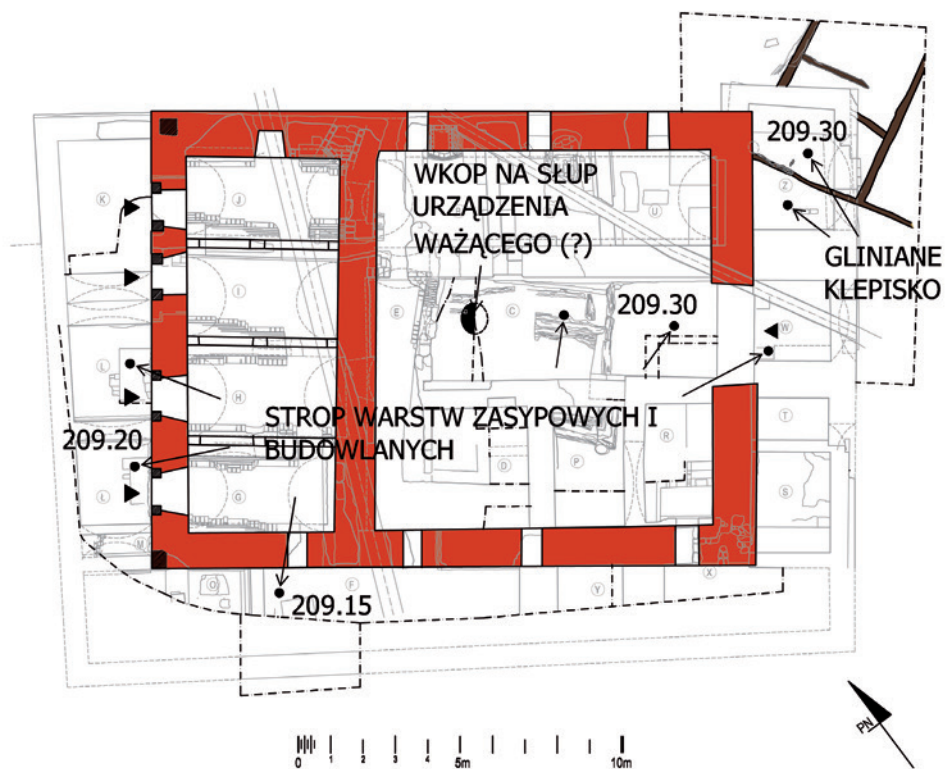 209.30
WKOP NA SŁUP
URZĄDZENIA
WAŻĄCEGO (?)
GLINIANE
KLEPISKO
209.30
STROP WARSTW ZASYPOWYCH I
BUDOWLANYCH
209.20
209.15
K
J
U
Z
I
E
C
W
Ł
H
D
P
R
T
L
G
S
M
O
F
Y
X
PN
0 1 2 3 4 5m 10m